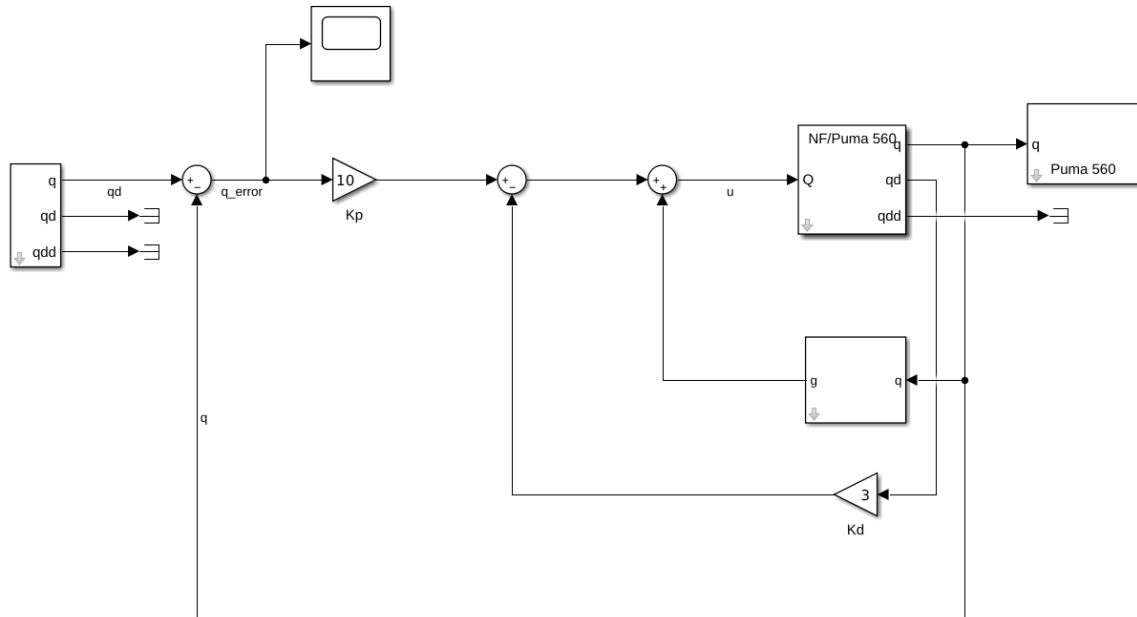 q
qd
qdd
qd
+
-
q_error
10
Kp
+
-
+
+
u
NF/Puma 560
Q
q
qd
qdd
q
Puma 560
g
q
3
Kd
q